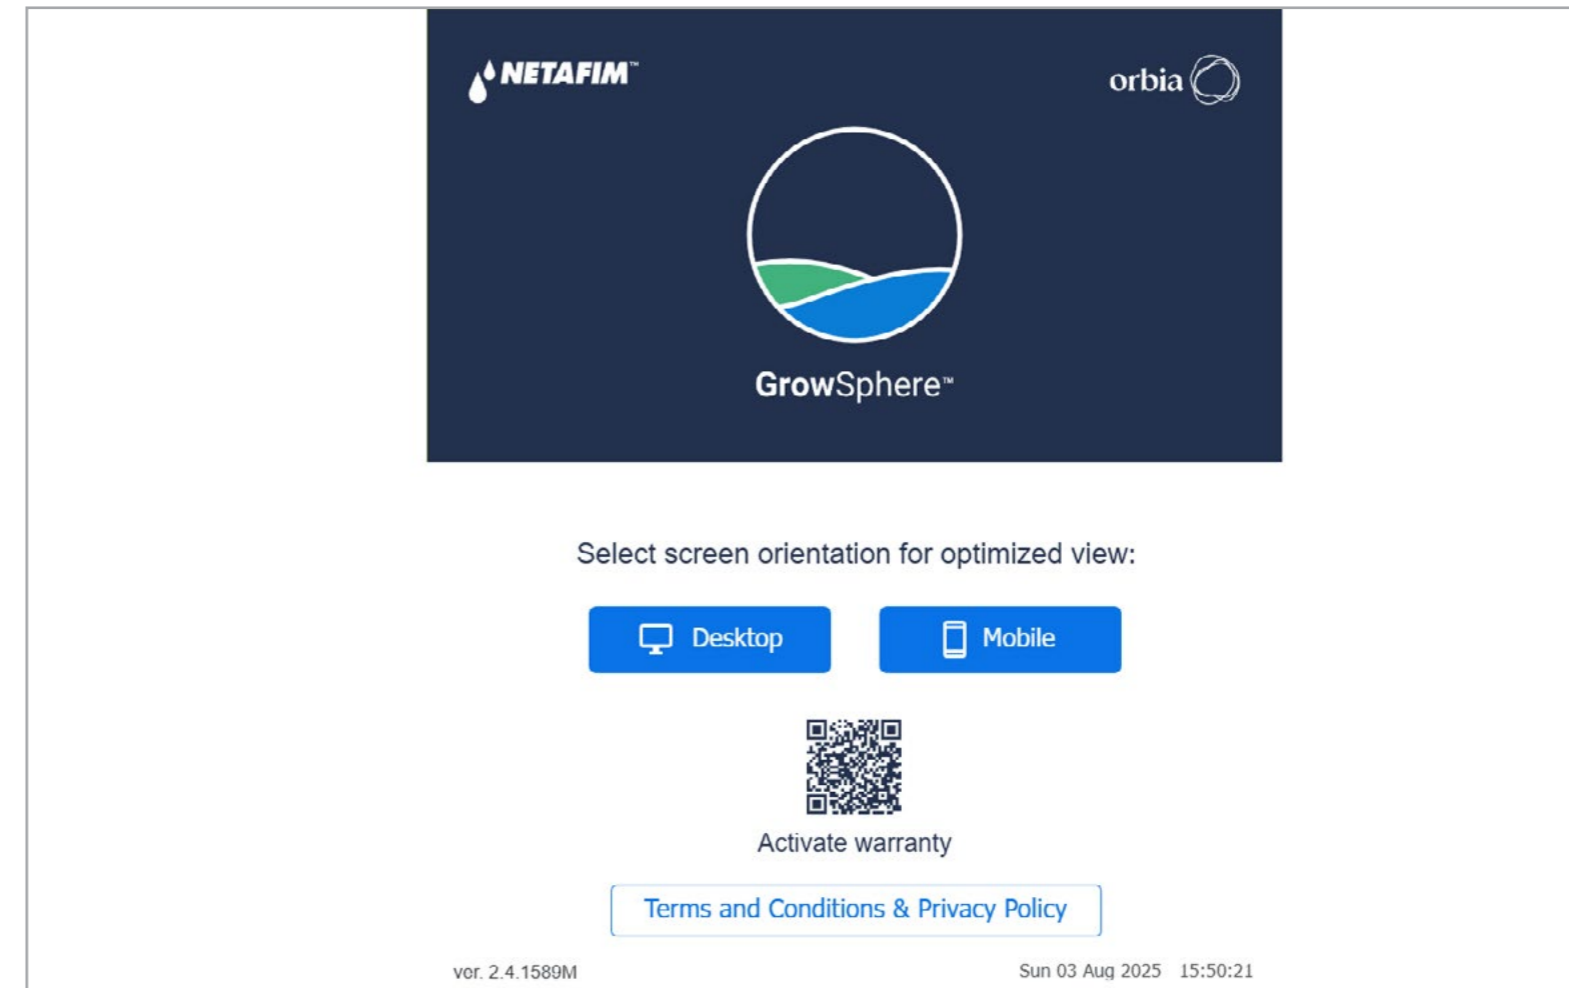 NETAFIM™
orbia
GrowSphere™
Select screen orientation for optimized view:
Desktop
Mobile
Activate warranty
Terms and Conditions & Privacy Policy
ver. 2.4.1589M
Sun 03 Aug 2025 15:50:21